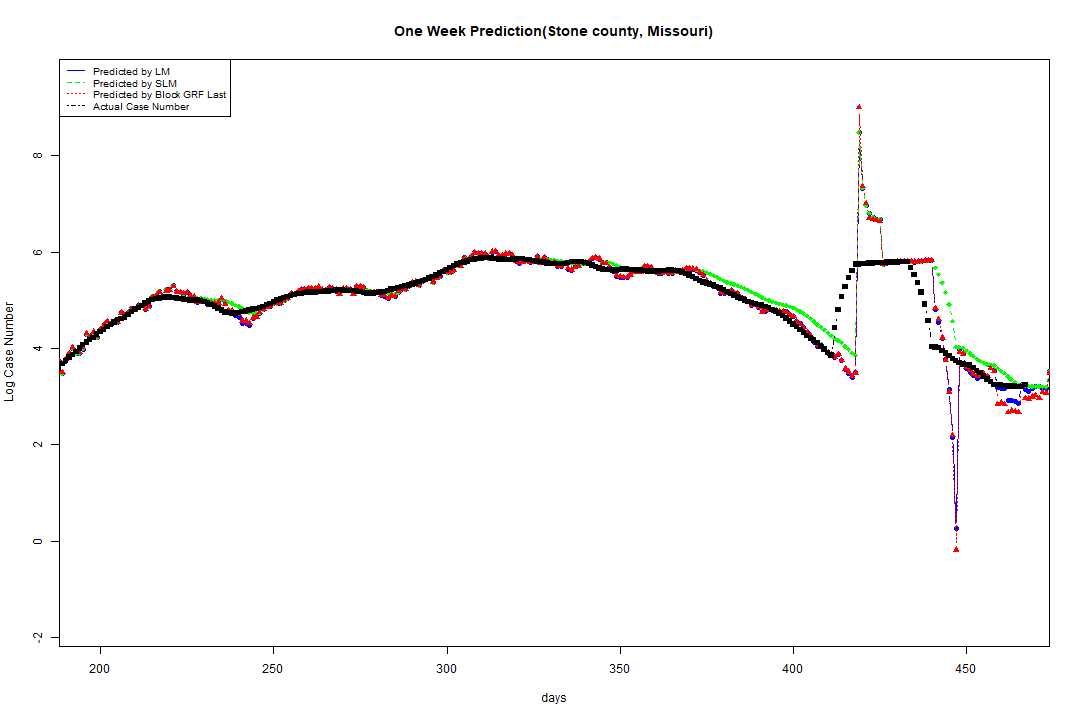 One Week Prediction(Stone county, Missouri)
Predicted by LM
Predicted by SLM
Predicted by Block GRF Last
Actual Case Number
Log Case Number
8
6
4
2
0
-2
200 250 300 350 400 450
days